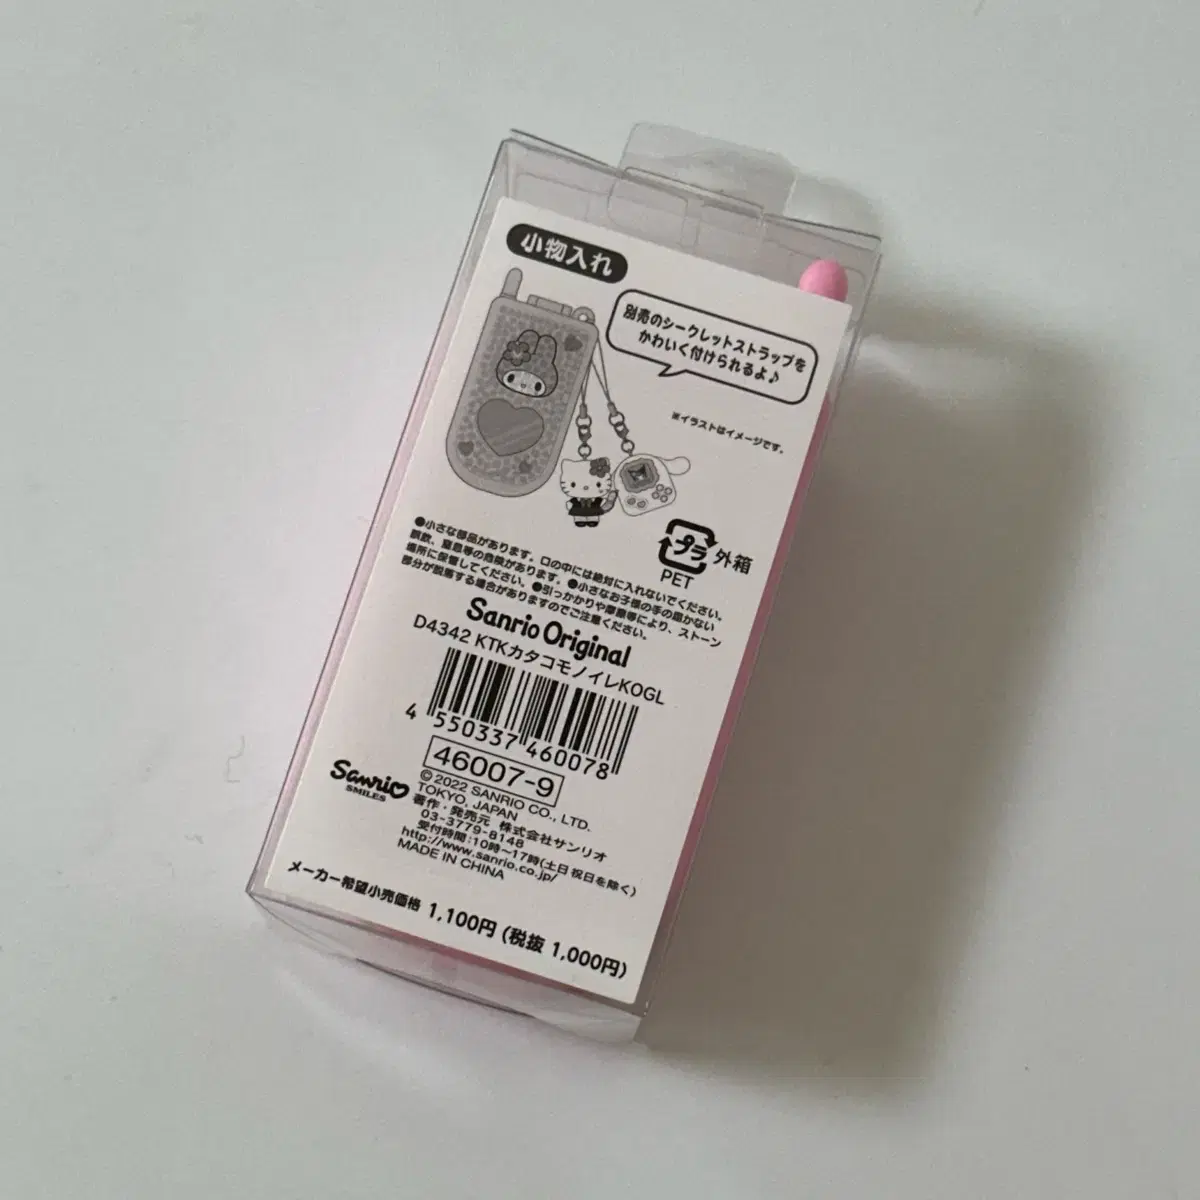 小物入れ
別売のシークレットストラップを
かわいく付けられるよ♪
※イラストはイメージです。
プラ
外箱
PET
●小さな部品があります。口の中には絶対に入れないでください。
誤飲、窒息等の危険があります。●小さなお子様の手の届かない
場所に保管してください。●引っかかりや摩擦等により、ストーン
部分が脱落する場合がありますのでご注意ください。
Sanrio Original
D4342 KTKカタコモノイレKOGL
4 550337 460078
46007-9
Sanrio
SMILES
© 2022 SANRIO CO., LTD.
TOKYO, JAPAN
著作・発売元 株式会社サンリオ
03-3779-8148
受付時間:10時〜17時(土日祝日を除く)
http://www.sanrio.co.jp/
MADE IN CHINA
メーカー希望小売価格 1,100円 (税抜 1,000円)